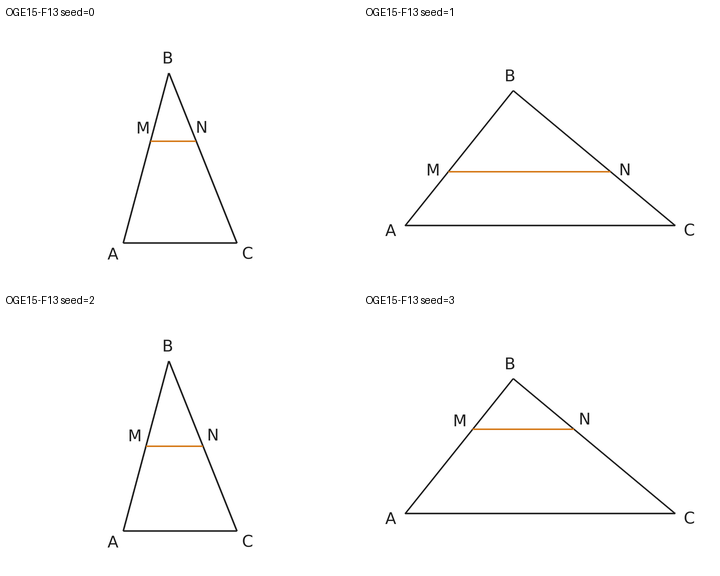 OGE15-F13 seed=0
B
M N
A C
OGE15-F13 seed=1
B
M N
A C
OGE15-F13 seed=2
B
M N
A C
OGE15-F13 seed=3
B
M N
A C